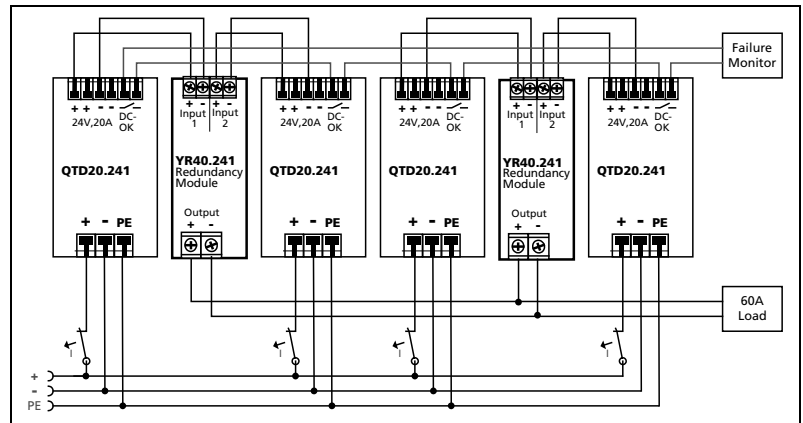 Failure
Monitor
+ + - - DC-
24V,20A OK
QTD20.241
+ - PE
+ - + -
Input Input
1 2
YR40.241
Redundancy
Module
Output
+ -
+ + - - DC-
24V,20A OK
QTD20.241
+ - PE
+ + - - DC-
24V,20A OK
QTD20.241
+ - PE
+ - + -
Input Input
1 2
YR40.241
Redundancy
Module
Output
+ -
+ + - - DC-
24V,20A OK
QTD20.241
+ - PE
60A
Load
I
I
I
I
+
-
PE